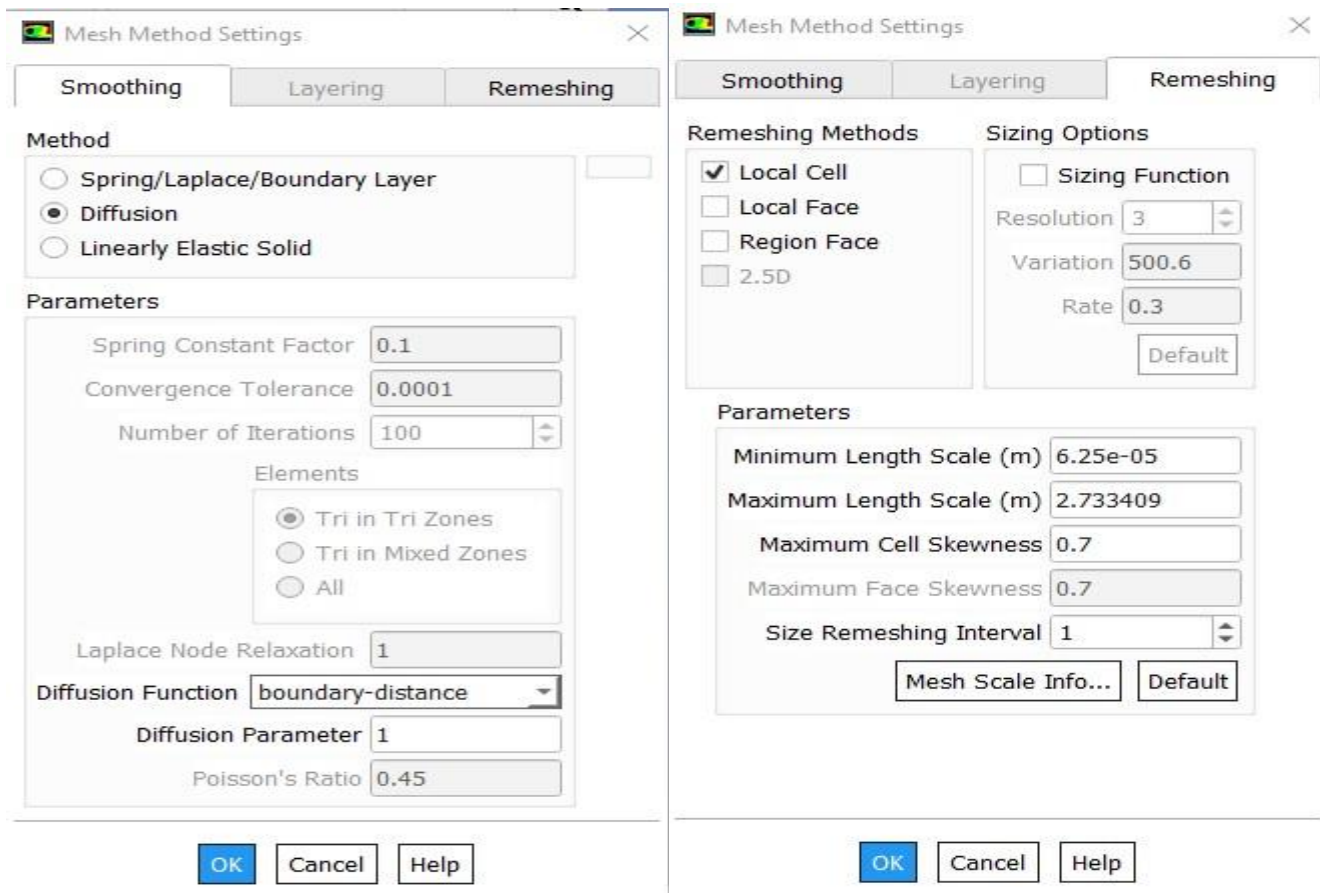 Mesh Method Settings
Smoothing
Layering
Remeshing
Method
Spring/Laplace/Boundary Layer
Diffusion
Linearly Elastic Solid
Parameters
Spring Constant Factor 0.1
Convergence Tolerance 0.0001
Number of Iterations 100
Elements
Tri in Tri Zones
Tri in Mixed Zones
All
Laplace Node Relaxation 1
Diffusion Function boundary-distance
Diffusion Parameter 1
Poisson's Ratio 0.45
OK Cancel Help
Mesh Method Settings
Smoothing
Layering
Remeshing
Remeshing Methods
Local Cell
Local Face
Region Face
2.5D
Sizing Options
Sizing Function
Resolution 3
Variation 500.6
Rate 0.3
Default
Parameters
Minimum Length Scale (m) 6.25e-05
Maximum Length Scale (m) 2.733409
Maximum Cell Skewness 0.7
Maximum Face Skewness 0.7
Size Remeshing Interval 1
Mesh Scale Info... Default
OK Cancel Help